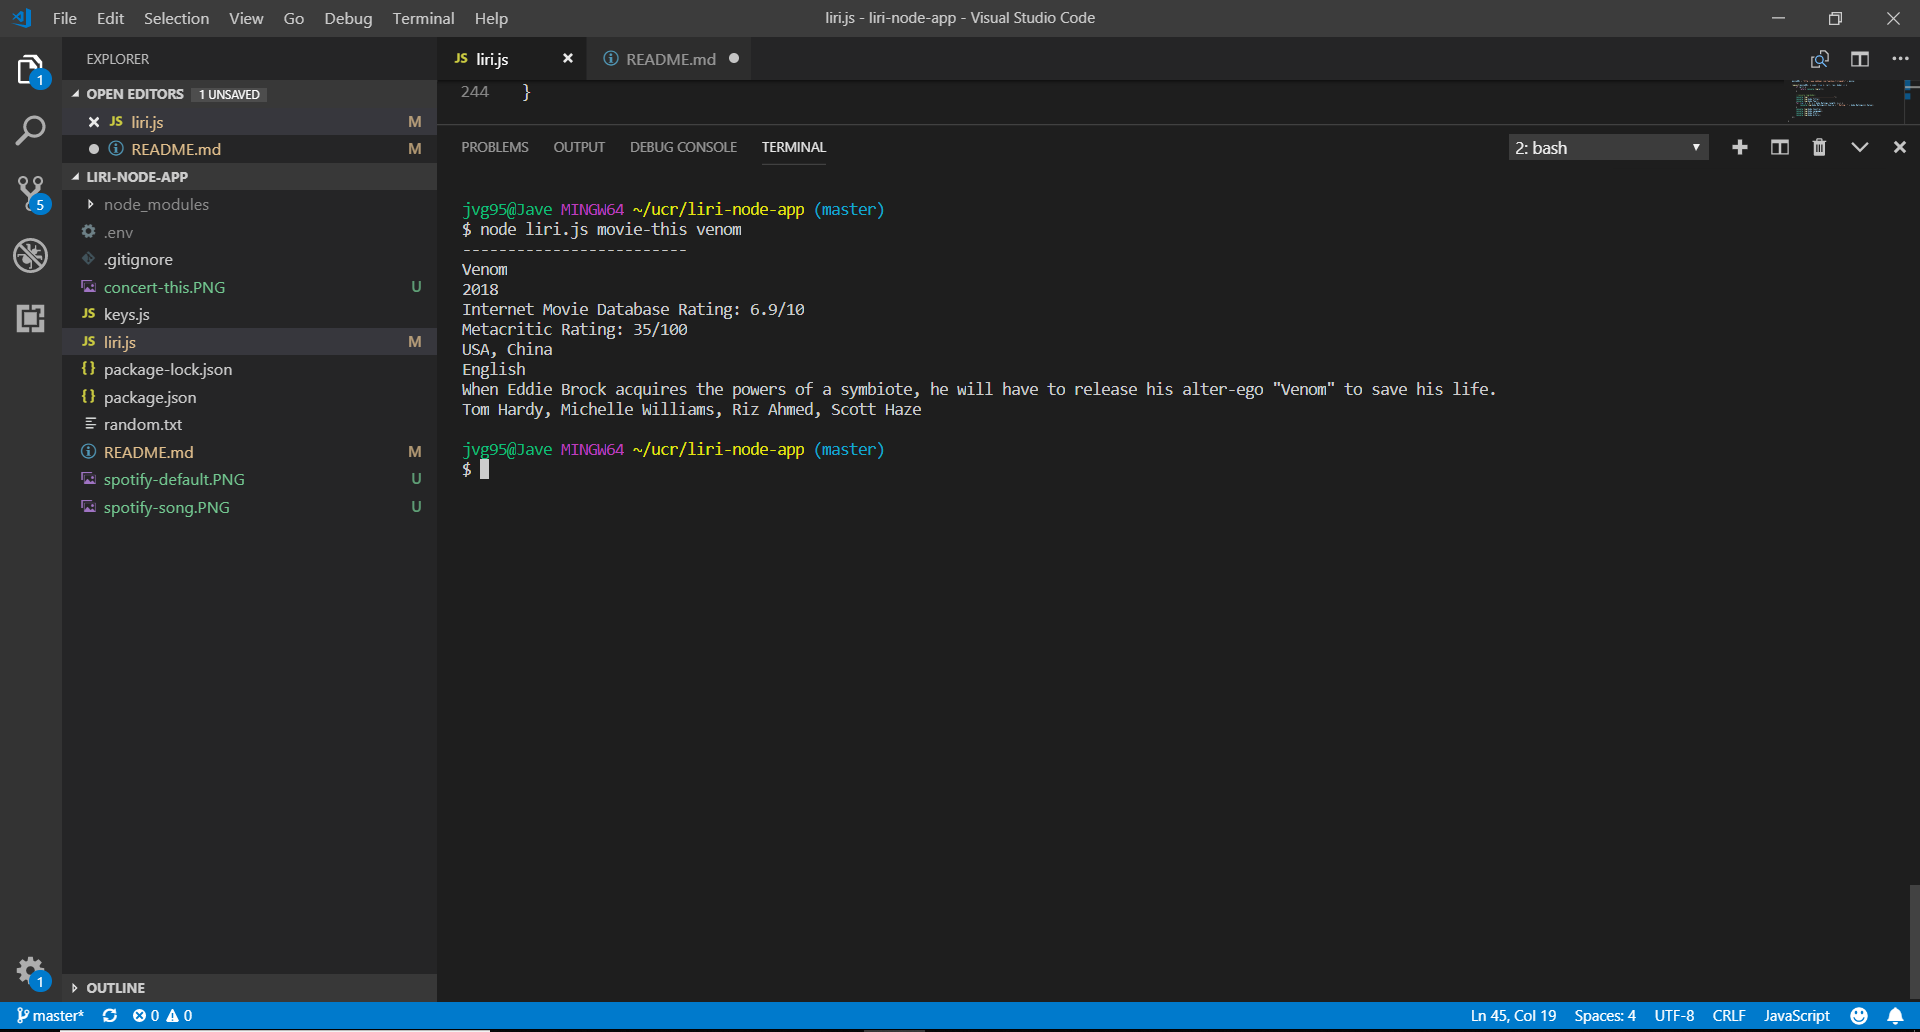 File Edit Selection View Go Debug Terminal Help
liri.js - liri-node-app - Visual Studio Code
EXPLORER
OPEN EDITORS 1 UNSAVED
JS liri.js M
README.md M
LIRI-NODE-APP
node_modules
.env
.gitignore
concert-this.PNG U
JS keys.js
JS liri.js M
{} package-lock.json
{} package.json
random.txt
README.md M
spotify-default.PNG U
spotify-song.PNG U
OUTLINE
1
5
1
JS liri.js
README.md
244 }
PROBLEMS OUTPUT DEBUG CONSOLE TERMINAL
2: bash
jvg95@Jave MINGW64 ~/ucr/liri-node-app (master)
$ node liri.js movie-this venom
-------------------------
Venom
2018
Internet Movie Database Rating: 6.9/10
Metacritic Rating: 35/100
USA, China
English
When Eddie Brock acquires the powers of a symbiote, he will have to release his alter-ego "Venom" to save his life.
Tom Hardy, Michelle Williams, Riz Ahmed, Scott Haze
jvg95@Jave MINGW64 ~/ucr/liri-node-app (master)
$
master* 0 0
Ln 45, Col 19 Spaces: 4 UTF-8 CRLF JavaScript